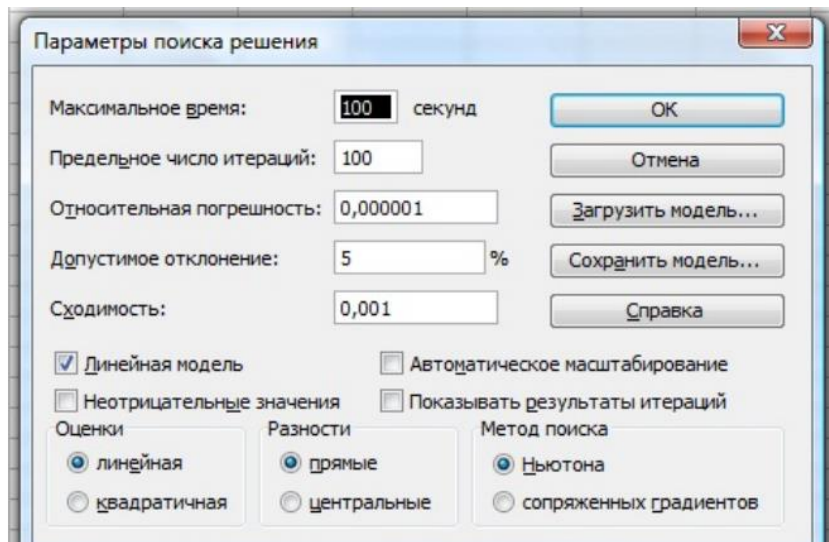 Параметры поиска решения
Максимальное время: 100 секунд ОК
Предельное число итераций: 100 Отмена
Относительная погрешность: 0,000001 Загрузить модель...
Допустимое отклонение: 5 % Сохранить модель...
Сходимость: 0,001 Справка
Линейная модель Автоматическое масштабирование
Неотрицательные значения Показывать результаты итераций
Оценки Разности Метод поиска
линейная прямые Ньютона
квадратичная центральные сопряженных градиентов